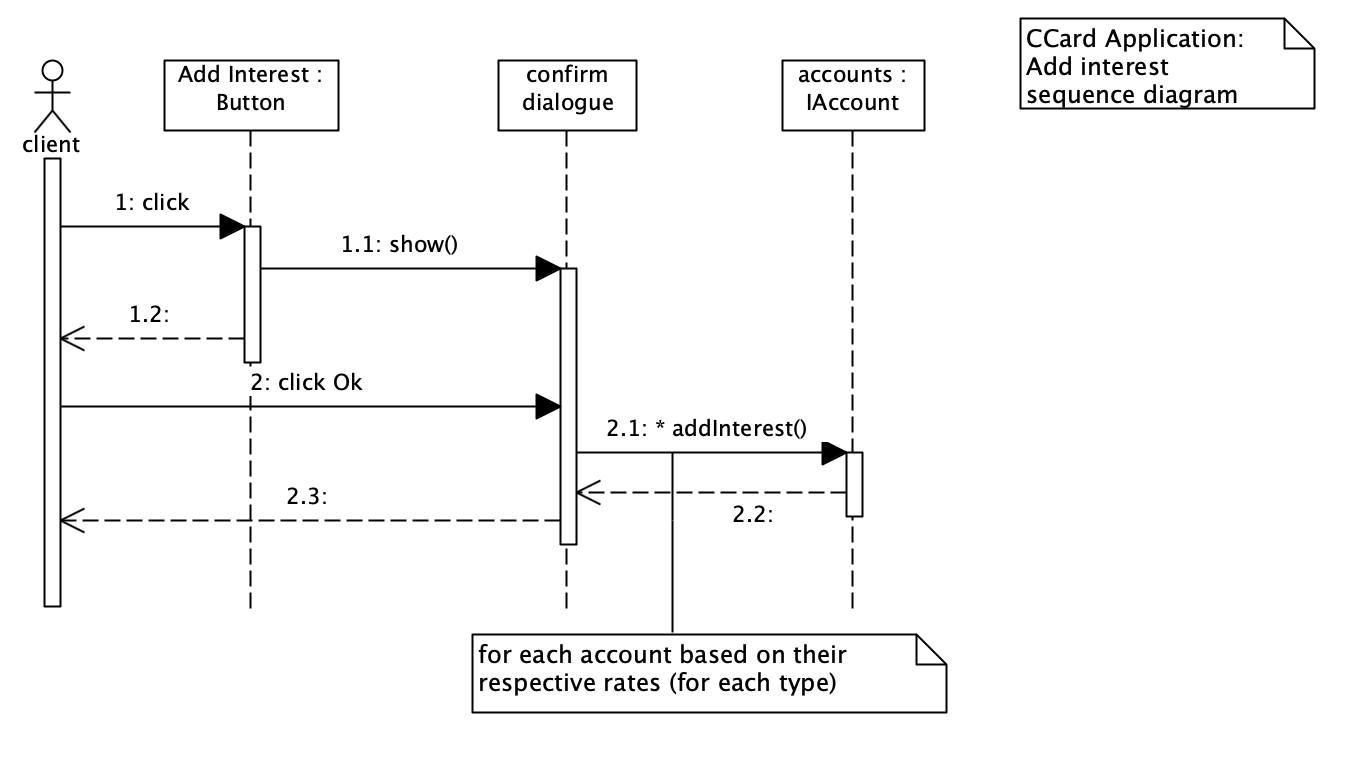 CCard Application:
Add interest
sequence diagram
client
Add Interest :
Button
confirm
dialogue
accounts :
IAccount
1: click
1.1: show()
1.2:
2: click Ok
2.1: * addInterest()
2.2:
2.3:
for each account based on their
respective rates (for each type)